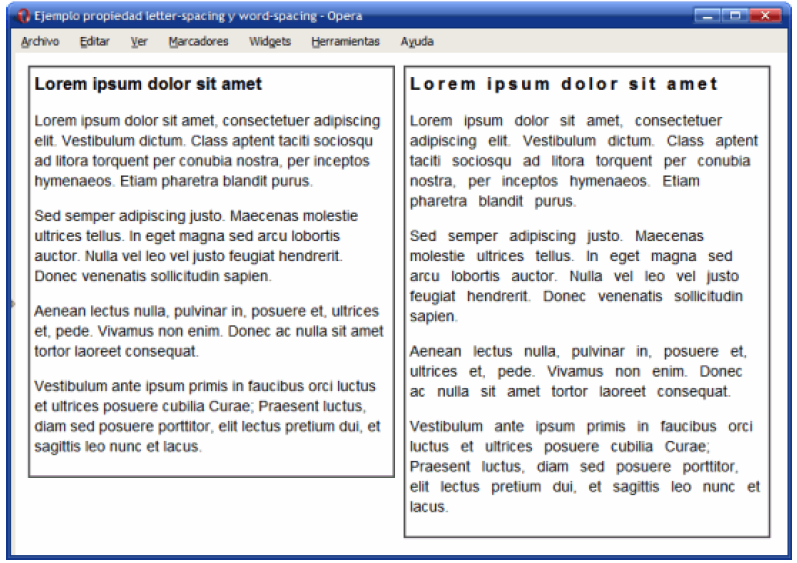 Ejemplo propiedad letter-spacing y word-spacing - Opera
Archivo Editar Ver Marcadores Widgets Herramientas Ayuda
Lorem ipsum dolor sit amet
Lorem ipsum dolor sit amet, consectetuer adipiscing
elit. Vestibulum dictum. Class aptent taciti sociosqu
ad litora torquent per conubia nostra, per inceptos
hymenaeos. Etiam pharetra blandit purus.
Sed semper adipiscing justo. Maecenas molestie
ultrices tellus. In eget magna sed arcu lobortis
auctor. Nulla vel leo vel justo feugiat hendrerit.
Donec venenatis sollicitudin sapien.
Aenean lectus nulla, pulvinar in, posuere et, ultrices
et, pede. Vivamus non enim. Donec ac nulla sit amet
tortor laoreet consequat.
Vestibulum ante ipsum primis in faucibus orci luctus
et ultrices posuere cubilia Curae; Praesent luctus,
diam sed posuere porttitor, elit lectus pretium dui, et
sagittis leo nunc et lacus.
Lorem ipsum dolor sit amet
Lorem ipsum dolor sit amet, consectetuer
adipiscing elit. Vestibulum dictum. Class aptent
taciti sociosqu ad litora torquent per conubia
nostra, per inceptos hymenaeos. Etiam
pharetra blandit purus.
Sed semper adipiscing justo. Maecenas
molestie ultrices tellus. In eget magna sed
arcu lobortis auctor. Nulla vel leo vel justo
feugiat hendrerit. Donec venenatis sollicitudin
sapien.
Aenean lectus nulla, pulvinar in, posuere et,
ultrices et, pede. Vivamus non enim. Donec
ac nulla sit amet tortor laoreet consequat.
Vestibulum ante ipsum primis in faucibus orci
luctus et ultrices posuere cubilia Curae;
Praesent luctus, diam sed posuere porttitor,
elit lectus pretium dui, et sagittis leo nunc et
lacus.